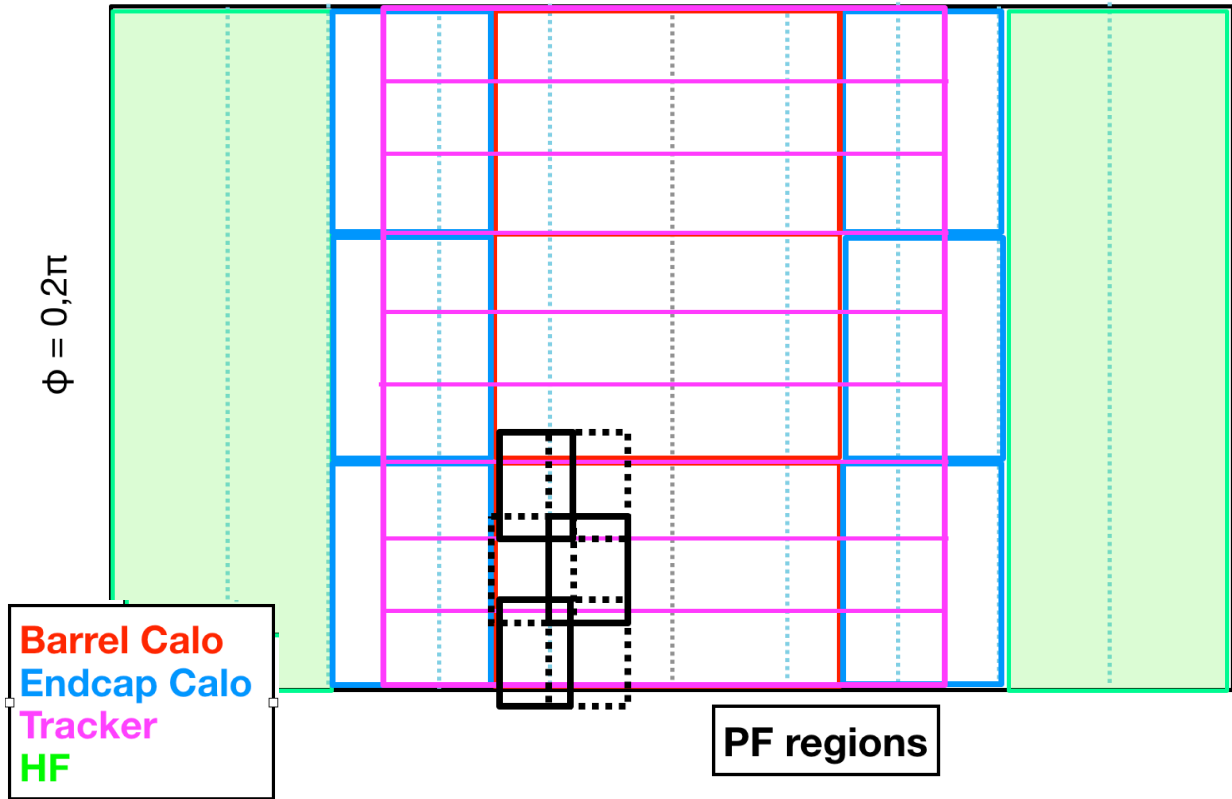 ϕ = 0,2π
Barrel Calo
Endcap Calo
Tracker
HF
PF regions